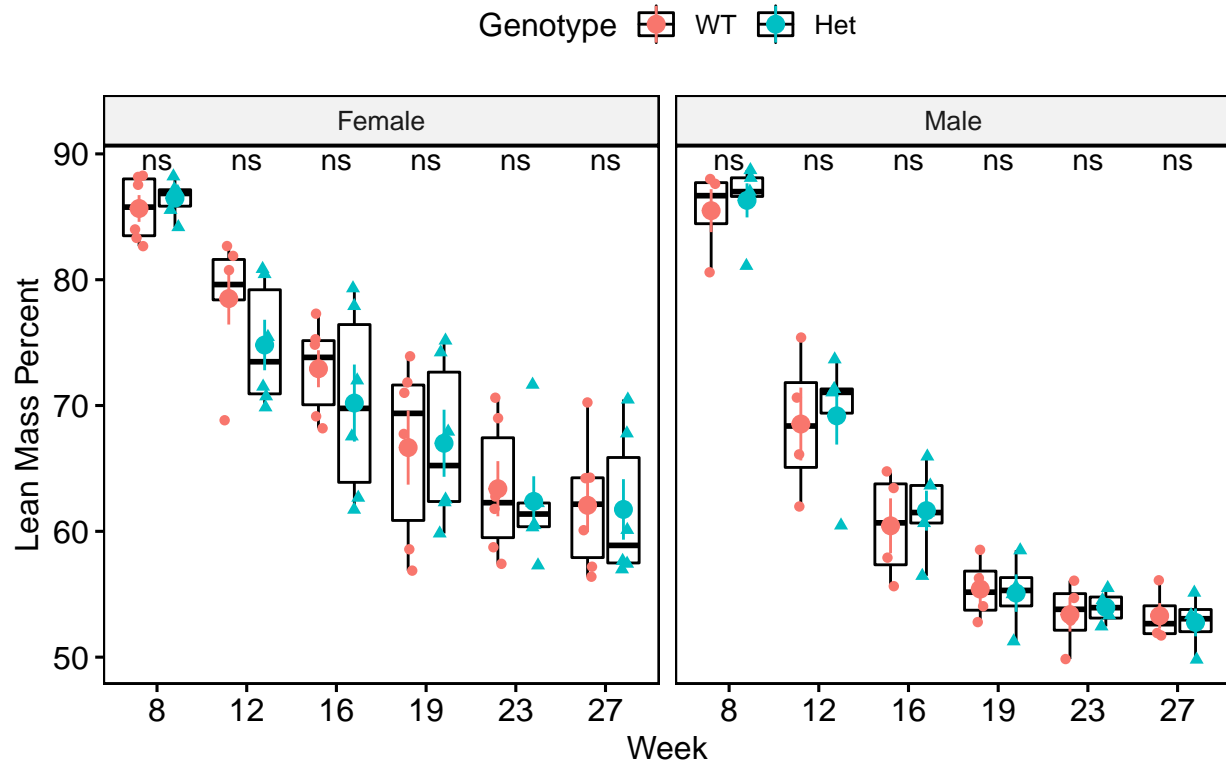 Genotype WT Het
Female Male
ns ns ns ns ns ns ns ns ns ns ns ns
90
80
70
60
50
Lean Mass Percent
8 12 16 19 23 27 8 12 16 19 23 27
Week